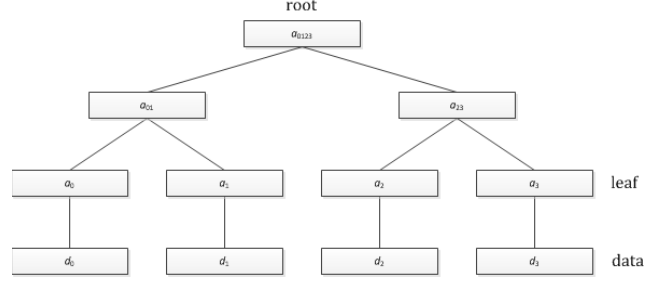 root
a0123
a01 a23
a0 a1 a2 a3 leaf
d0 d1 d2 d3 data